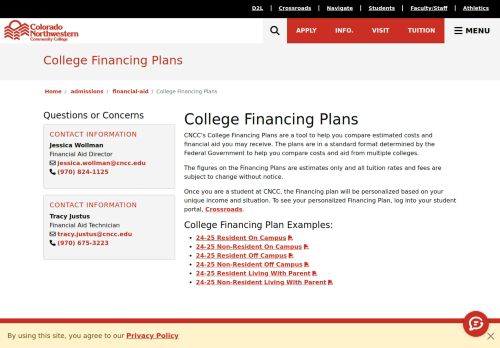 D2L | Crossroads | Navigate | Students | Faculty/Staff | Athletics
Colorado
Northwestern
Community College
APPLY INFO. VISIT TUITION MENU
College Financing Plans
Home / admissions / financial-aid / College Financing Plans
Questions or Concerns
CONTACT INFORMATION
Jessica Wollman
Financial Aid Director
jessica.wollman@cncc.edu
(970) 824-1125
CONTACT INFORMATION
Tracy Justus
Financial Aid Technician
tracy.justus@cncc.edu
(970) 675-3223
College Financing Plans
CNCC's College Financing Plans are a tool to help you compare estimated costs and
financial aid you may receive. The plans are in a standard format determined by the
Federal Government to help you compare costs and aid from multiple colleges.
The figures on the Financing Plans are estimates only and all tuition rates and fees are
subject to change without notice.
Once you are a student at CNCC, the Financing plan will be personalized based on your
unique income and situation. To see your personalized Financing Plan, log into your student
portal, Crossroads.
College Financing Plan Examples:
24-25 Resident On Campus
24-25 Non-Resident On Campus
24-25 Resident Off Campus
24-25 Non-Resident Off Campus
24-25 Resident Living With Parent
24-25 Non-Resident Living With Parent
By using this site, you agree to our Privacy Policy
×